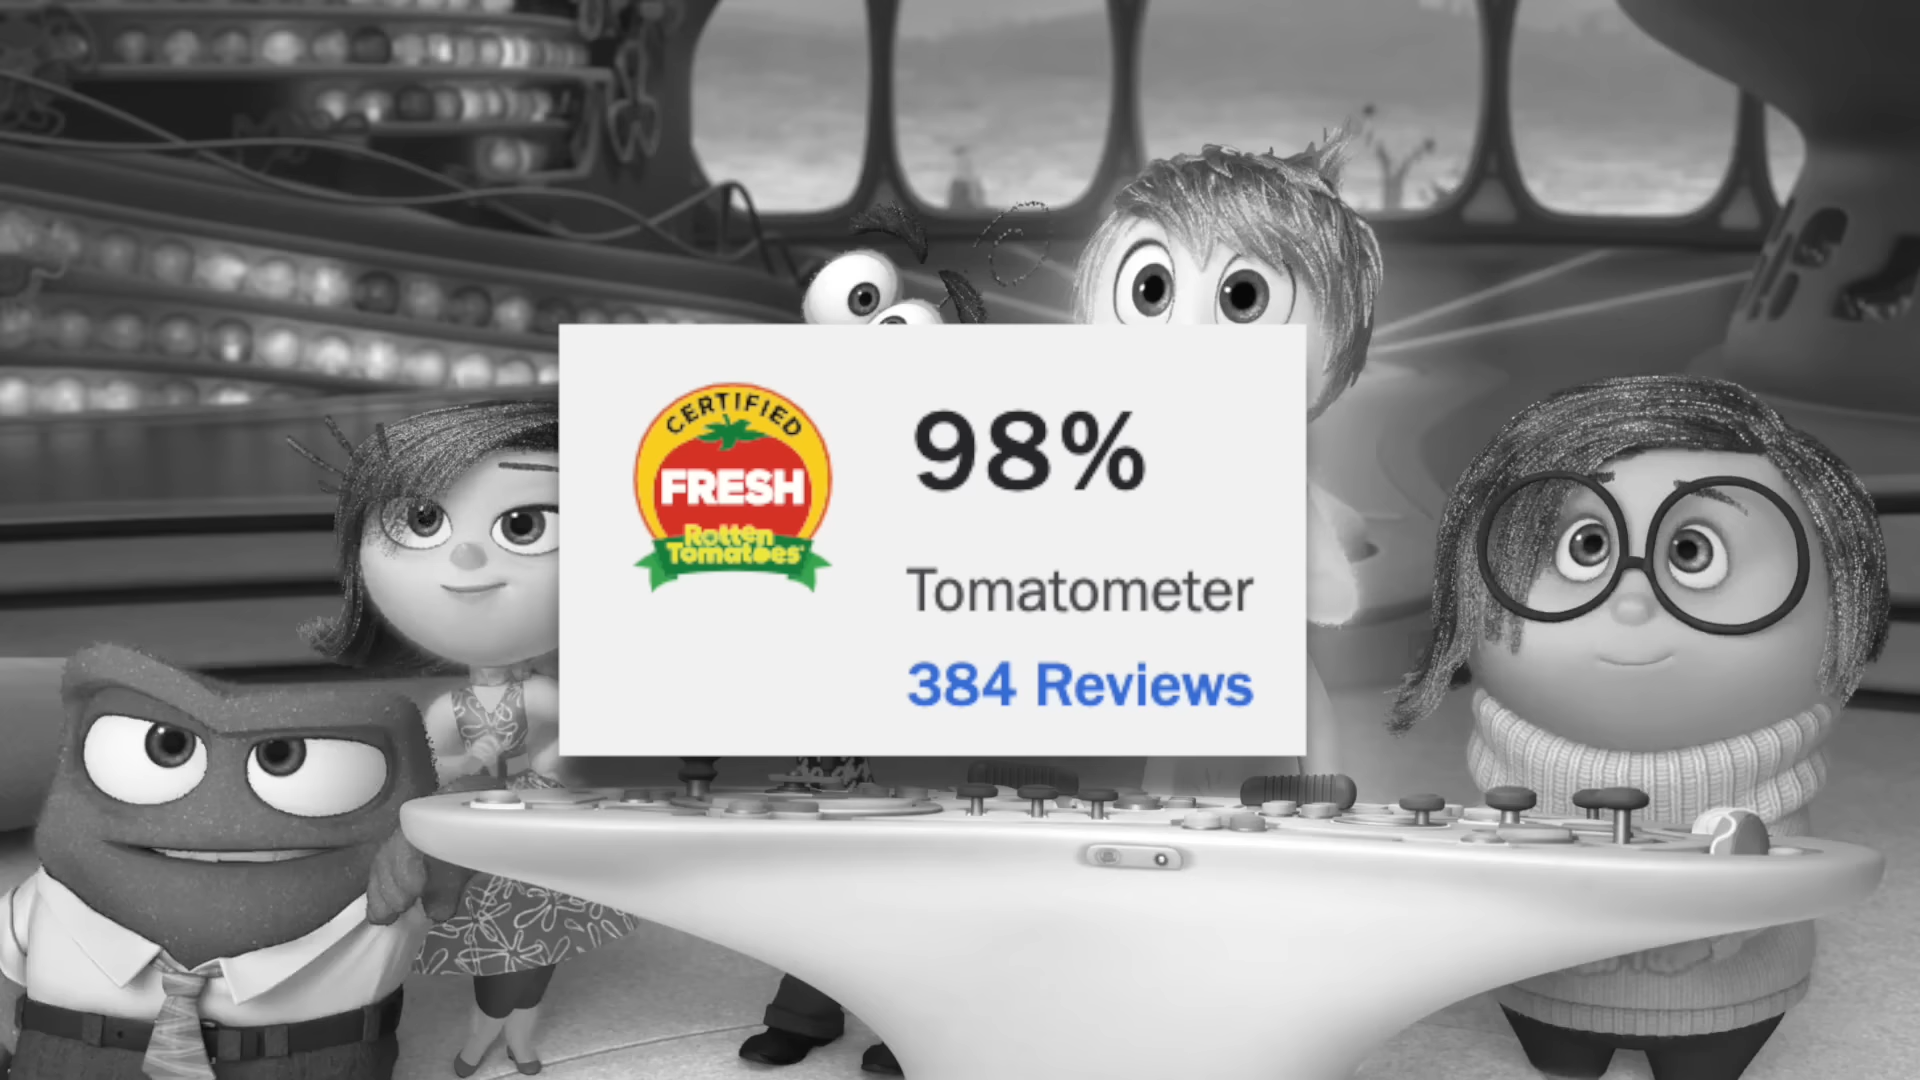 CERTIFIED
FRESH
Rotten
Tomatoes
98%
Tomatometer
384 Reviews